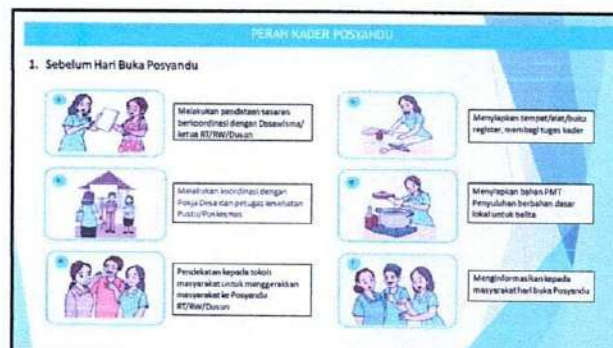 PERAN KADER POSYANDU
1. Sebelum Hari Buka Posyandu
a
Melakukan pendataan sasaran
berkoordinasi dengan Dasawisma/
ketua RT/RW/Dusun
b
Melakukan koordinasi dengan
Pokja Desa dan petugas kesehatan
Pustu/Puskesmas
c
Pendekatan kepada tokoh
masyarakat untuk menggerakkan
masyarakat ke Posyandu
RT/RW/Dusun
Menyiapkan tempat/alat/buku
register, membagi tugas kader
Menyiapkan bahan PMT
Penyuluhan berbahan dasar
lokal untuk balita
f
Menginformasikan kepada
masyarakat hari buka Posyandu